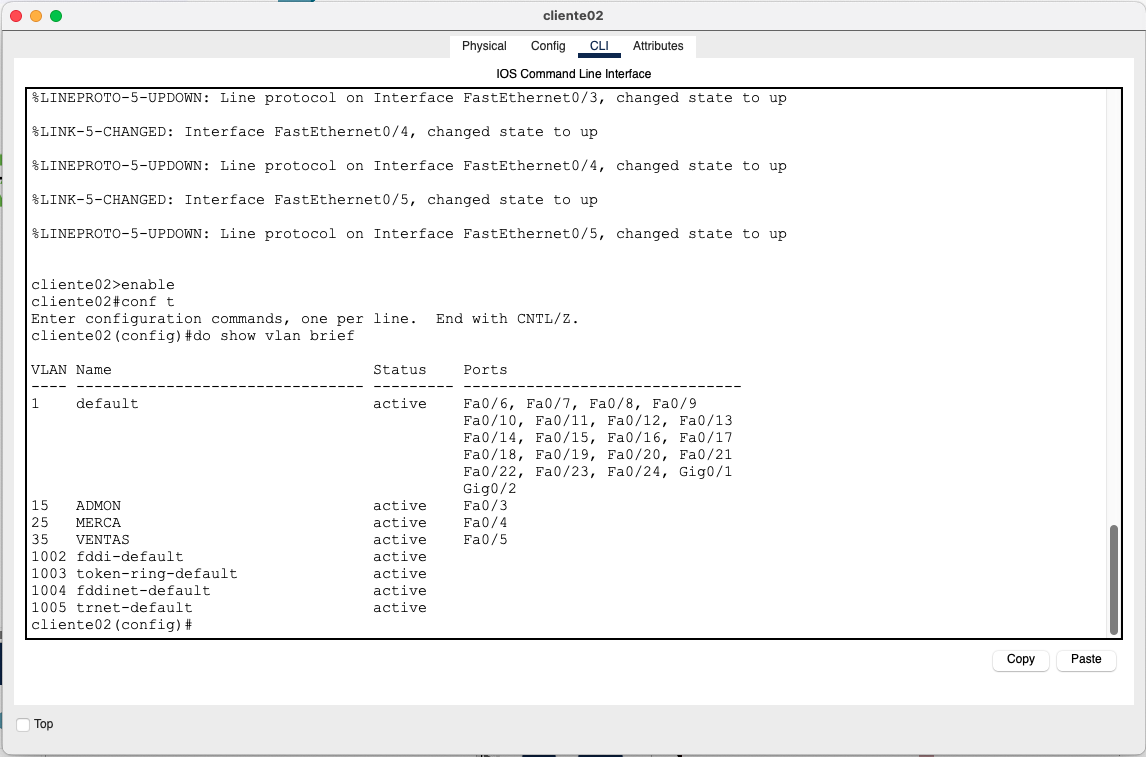 cliente02
Physical Config CLI Attributes
IOS Command Line Interface
%LINEPROTO-5-UPDOWN: Line protocol on Interface FastEthernet0/3, changed state to up
%LINK-5-CHANGED: Interface FastEthernet0/4, changed state to up
%LINEPROTO-5-UPDOWN: Line protocol on Interface FastEthernet0/4, changed state to up
%LINK-5-CHANGED: Interface FastEthernet0/5, changed state to up
%LINEPROTO-5-UPDOWN: Line protocol on Interface FastEthernet0/5, changed state to up
cliente02>enable
cliente02#conf t
Enter configuration commands, one per line.  End with CNTL/Z.
cliente02(config)#do show vlan brief
VLAN Name                             Status    Ports
---- -------------------------------- --------- -------------------------------
1    default                          active    Fa0/6, Fa0/7, Fa0/8, Fa0/9
                                                Fa0/10, Fa0/11, Fa0/12, Fa0/13
                                                Fa0/14, Fa0/15, Fa0/16, Fa0/17
                                                Fa0/18, Fa0/19, Fa0/20, Fa0/21
                                                Fa0/22, Fa0/23, Fa0/24, Gig0/1
                                                Gig0/2
15   ADMON                            active    Fa0/3
25   MERCA                            active    Fa0/4
35   VENTAS                           active    Fa0/5
1002 fddi-default                     active
1003 token-ring-default               active
1004 fddinet-default                  active
1005 trnet-default                    active
cliente02(config)#
Copy Paste
Top